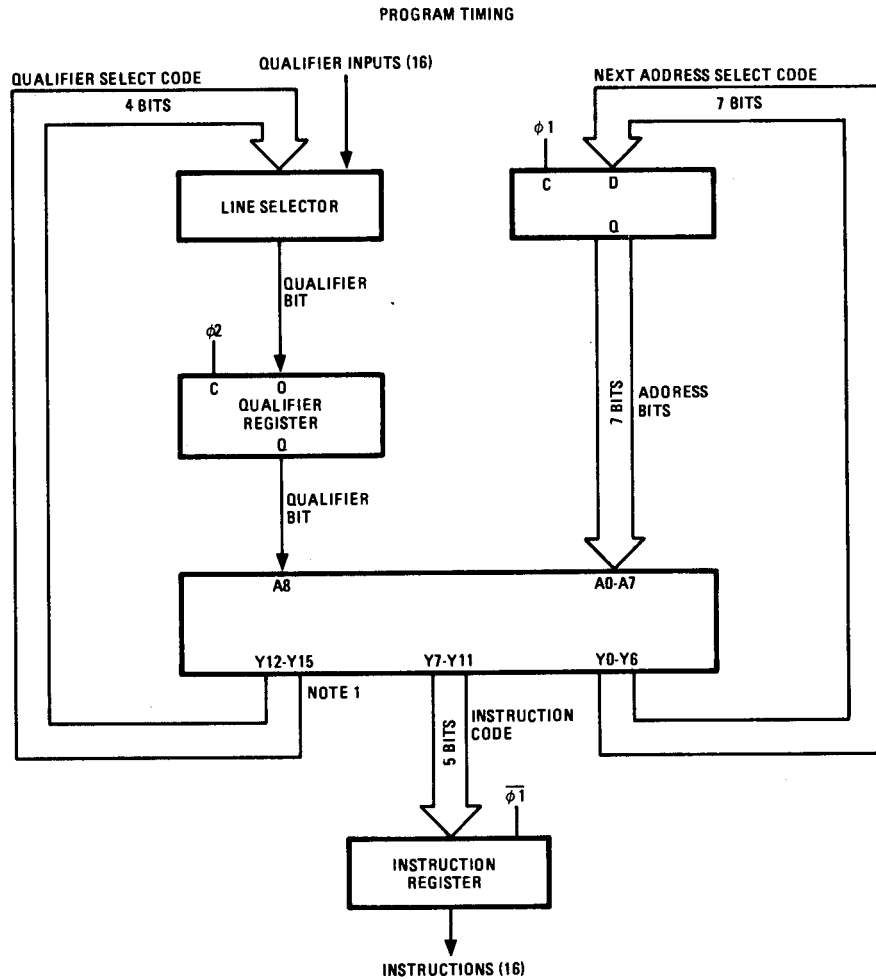 PROGRAM TIMING
QUALIFIER INPUTS (16)
QUALIFIER SELECT CODE
4 BITS
NEXT ADDRESS SELECT CODE
7 BITS
ϕ1
C D
Q
LINE SELECTOR
QUALIFIER
BIT
ϕ2
C O
QUALIFIER
REGISTER
Q
7 BITS
ADDRESS
BITS
QUALIFIER
BIT
A8
A0-A7
Y12-Y15
Y7-Y11
Y0-Y6
NOTE 1
5 BITS
INSTRUCTION
CODE
ϕ1̅
INSTRUCTION
REGISTER
INSTRUCTIONS (16)